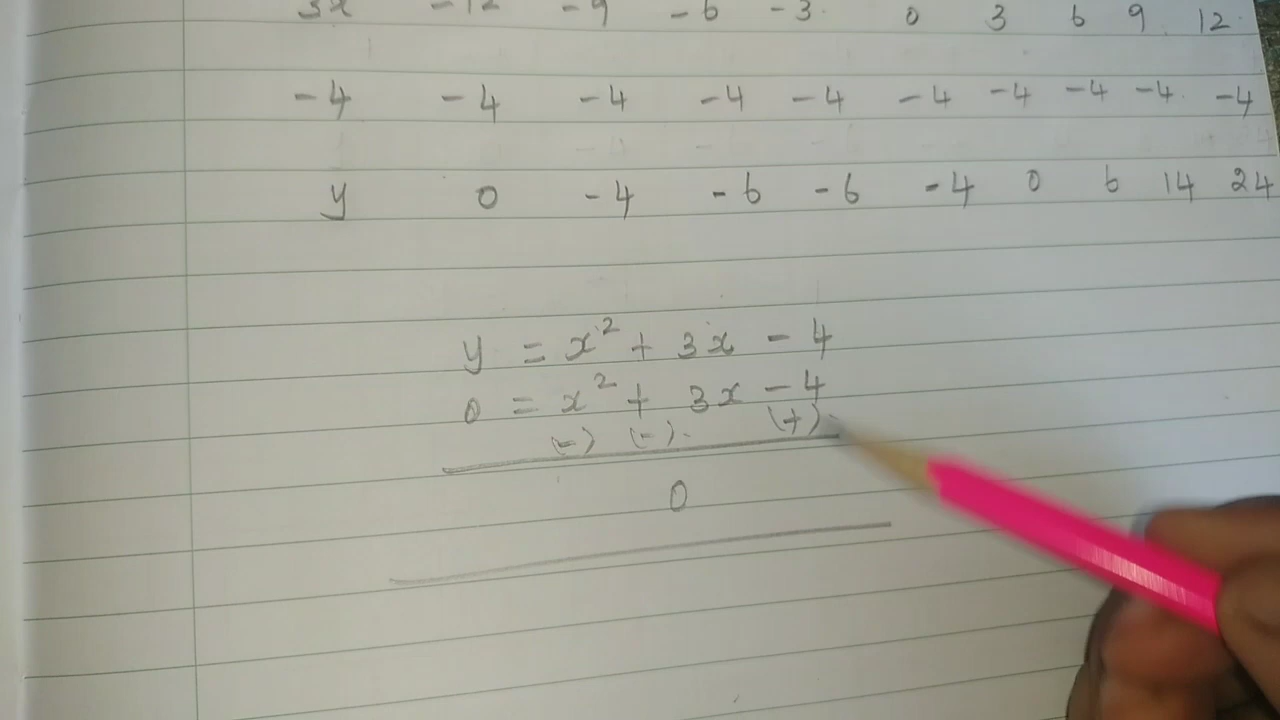 3x -12 -9 -6 -3 0 3 6 9 12
-4 -4 -4 -4 -4 -4 -4 -4 -4 -4
y 0 -4 -6 -6 -4 0 6 14 24
y = x² + 3x - 4
0 = x² + 3x - 4
(-) (-) (+)
0